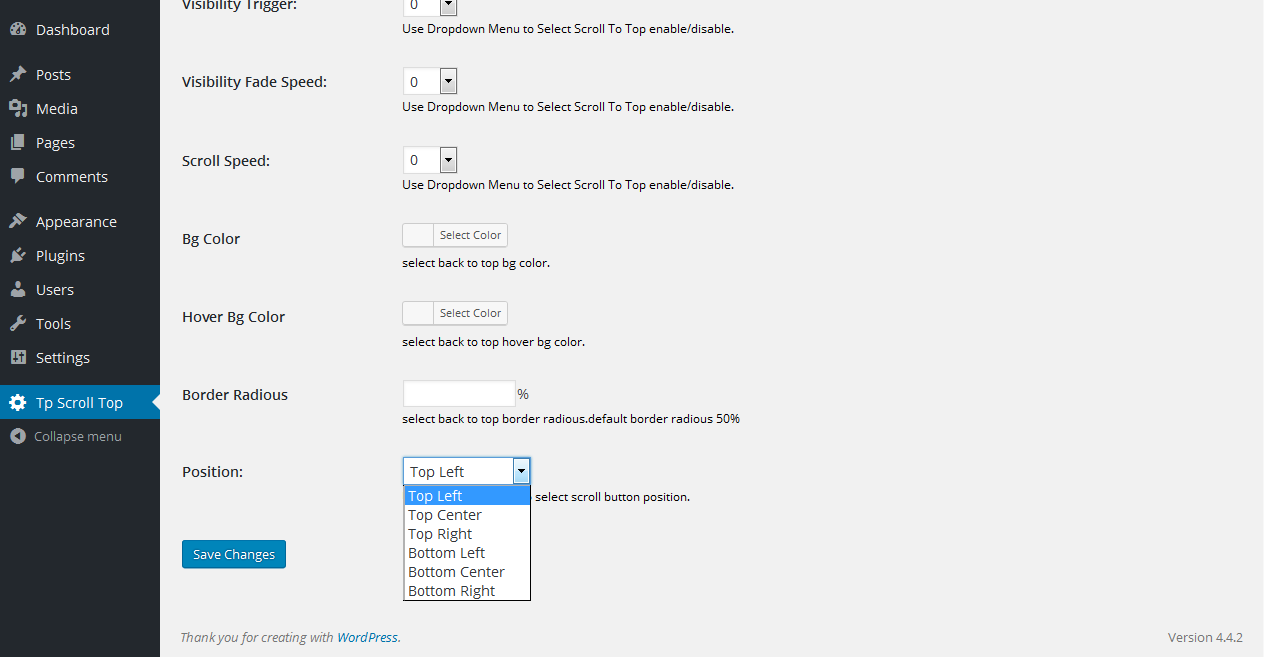 Dashboard
Posts
Media
Pages
Comments
Appearance
Plugins
Users
Tools
Settings
Tp Scroll Top
Collapse menu
Visibility Trigger:
0
Use Dropdown Menu to Select Scroll To Top enable/disable.
Visibility Fade Speed:
0
Use Dropdown Menu to Select Scroll To Top enable/disable.
Scroll Speed:
0
Use Dropdown Menu to Select Scroll To Top enable/disable.
Bg Color
Select Color
select back to top bg color.
Hover Bg Color
Select Color
select back to top hover bg color.
Border Radious
%
select back to top border radious.default border radious 50%
Position:
Top Left
select scroll button position.
Top Left
Top Center
Top Right
Bottom Left
Bottom Center
Bottom Right
Save Changes
Thank you for creating with WordPress.
Version 4.4.2